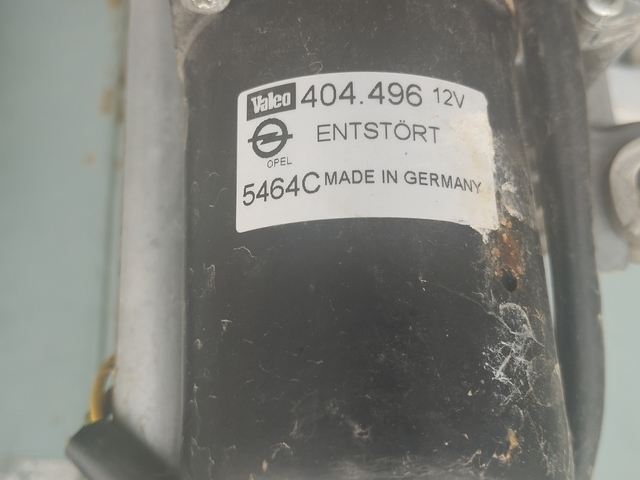 Valeo 404.496 12V
ENTSTÖRT
OPEL
5464C MADE IN GERMANY